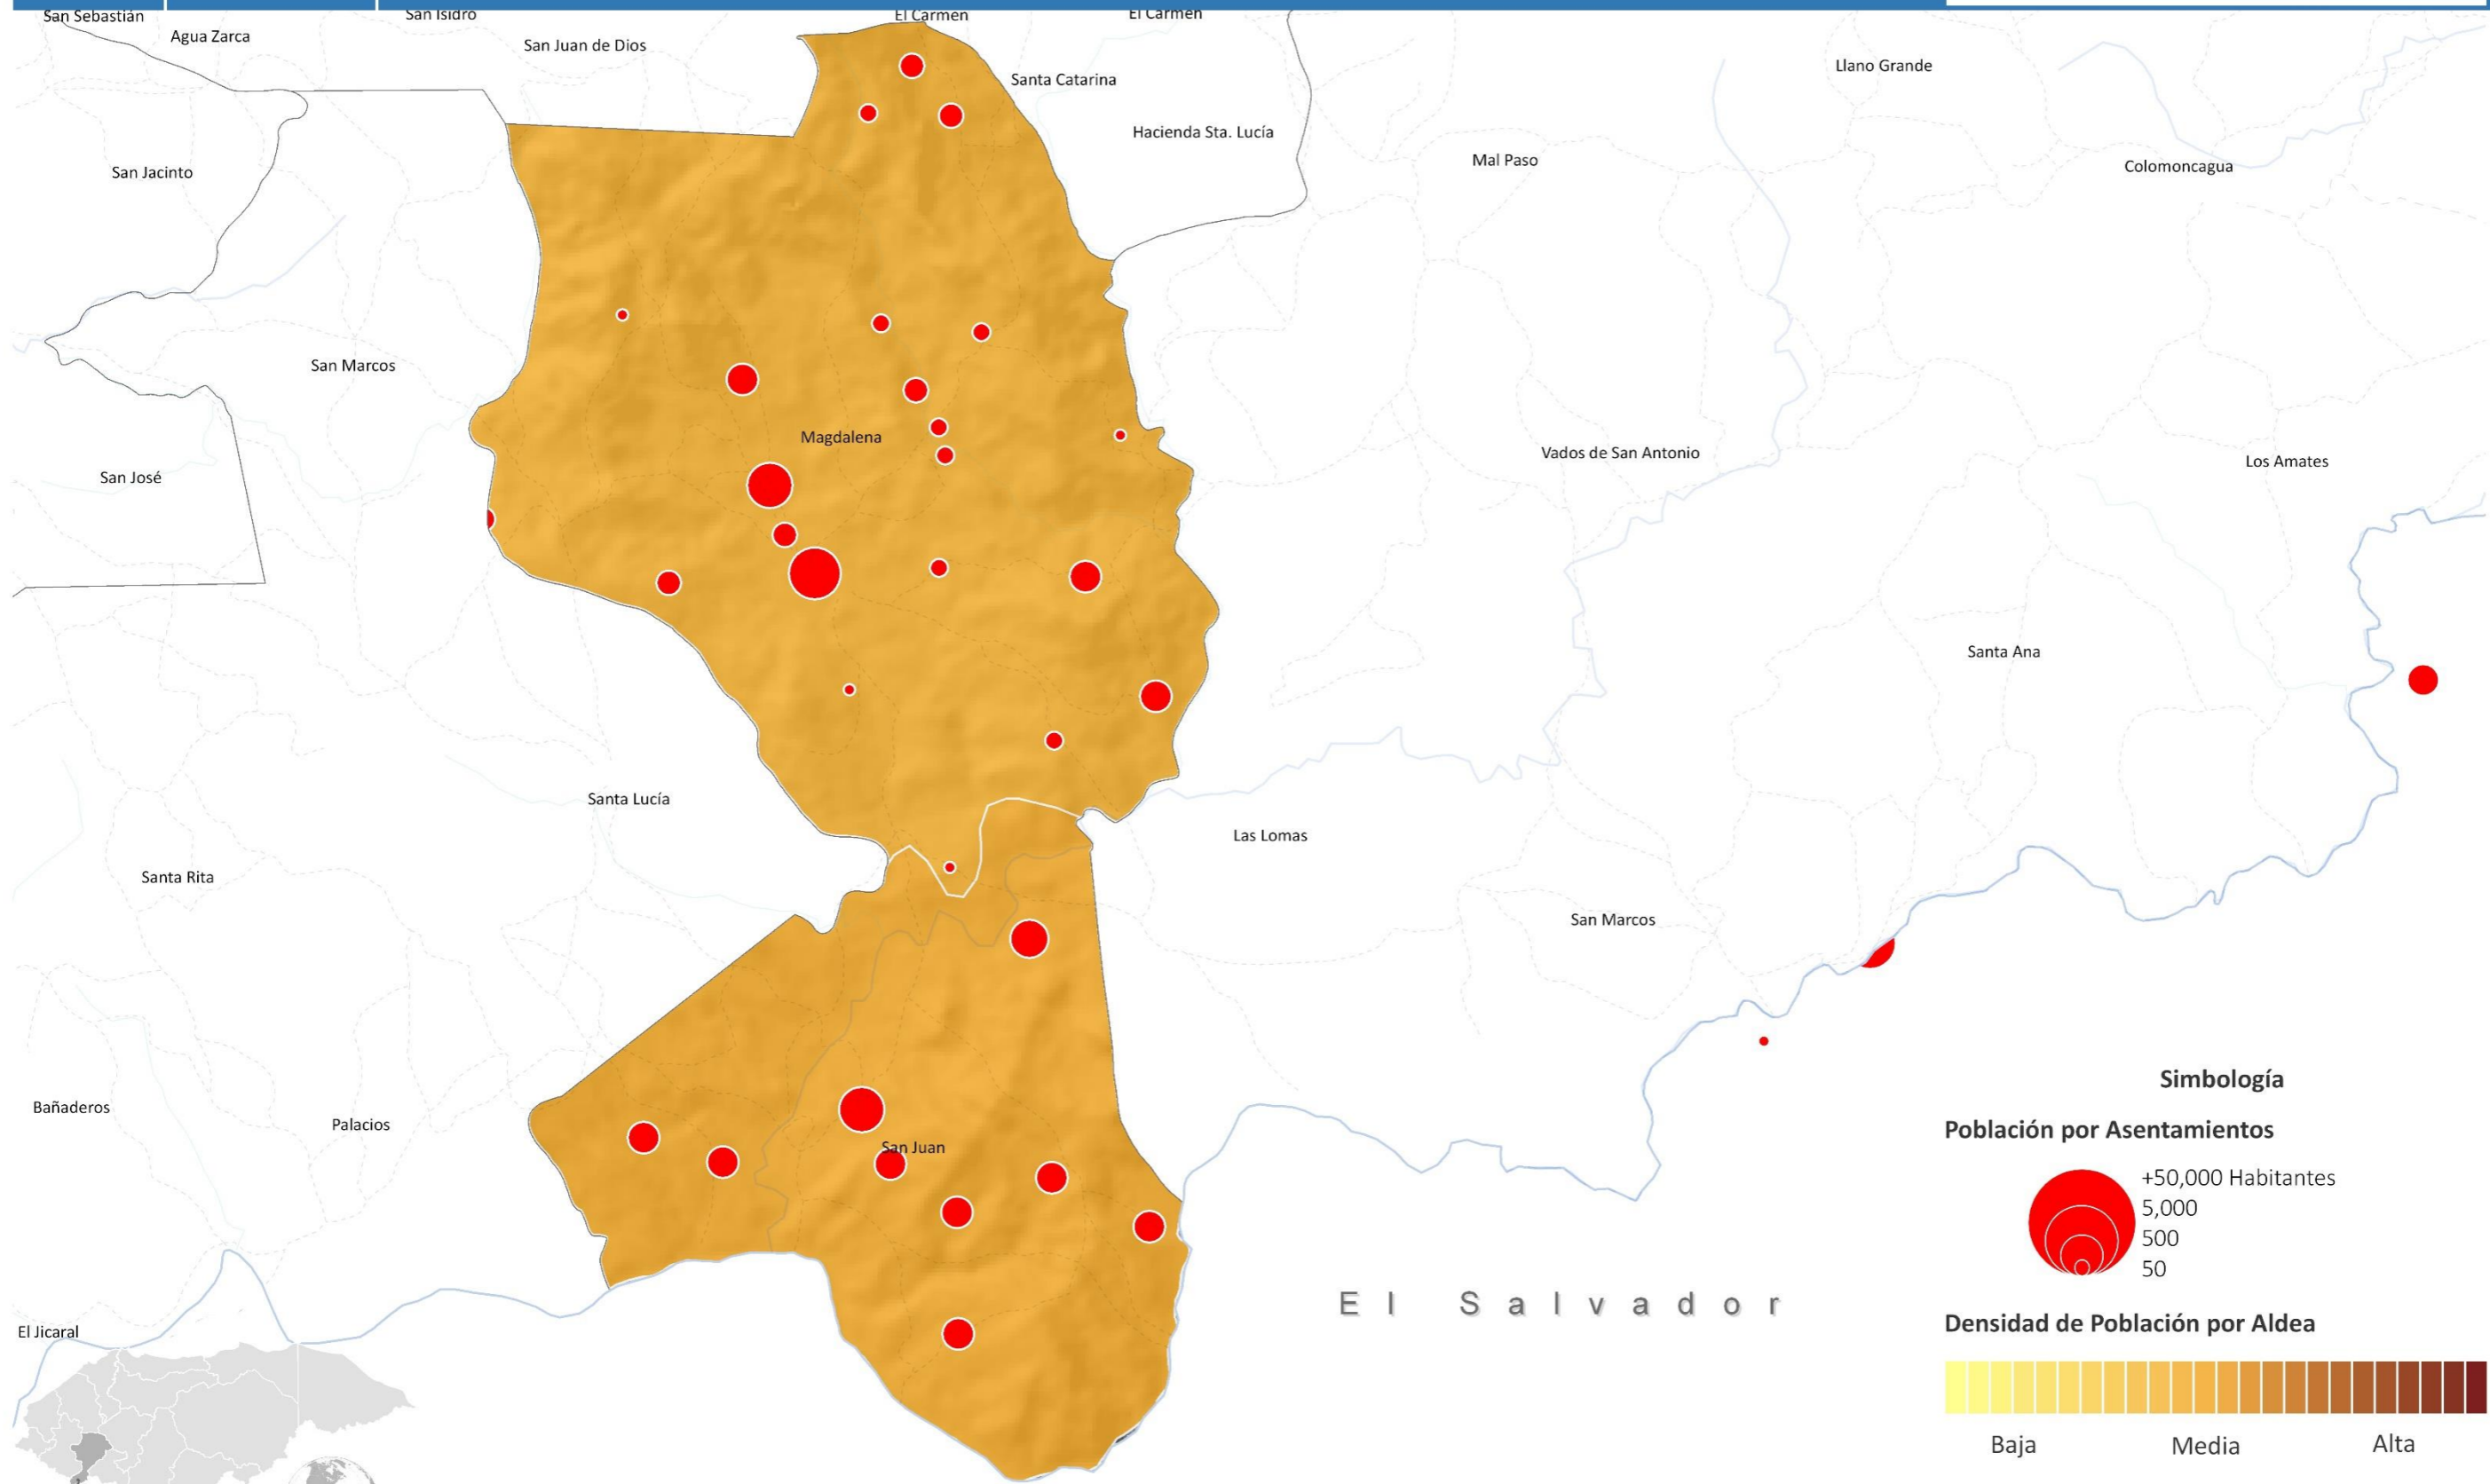 San Sebastián
San Isidro
El Carmen
El Carmen
Agua Zarca
San Juan de Dios
Santa Catarina
Llano Grande
Hacienda Sta. Lucía
Mal Paso
Colomoncagua
San Jacinto
San Marcos
Magdalena
Vados de San Antonio
Los Amates
San José
Santa Ana
Santa Lucía
Las Lomas
Santa Rita
San Marcos
Bañaderos
Palacios
San Juan
El Salvador
El Jicaral
Simbología
Población por Asentamientos
+50,000 Habitantes
5,000
500
50
Densidad de Población por Aldea
Baja Media Alta